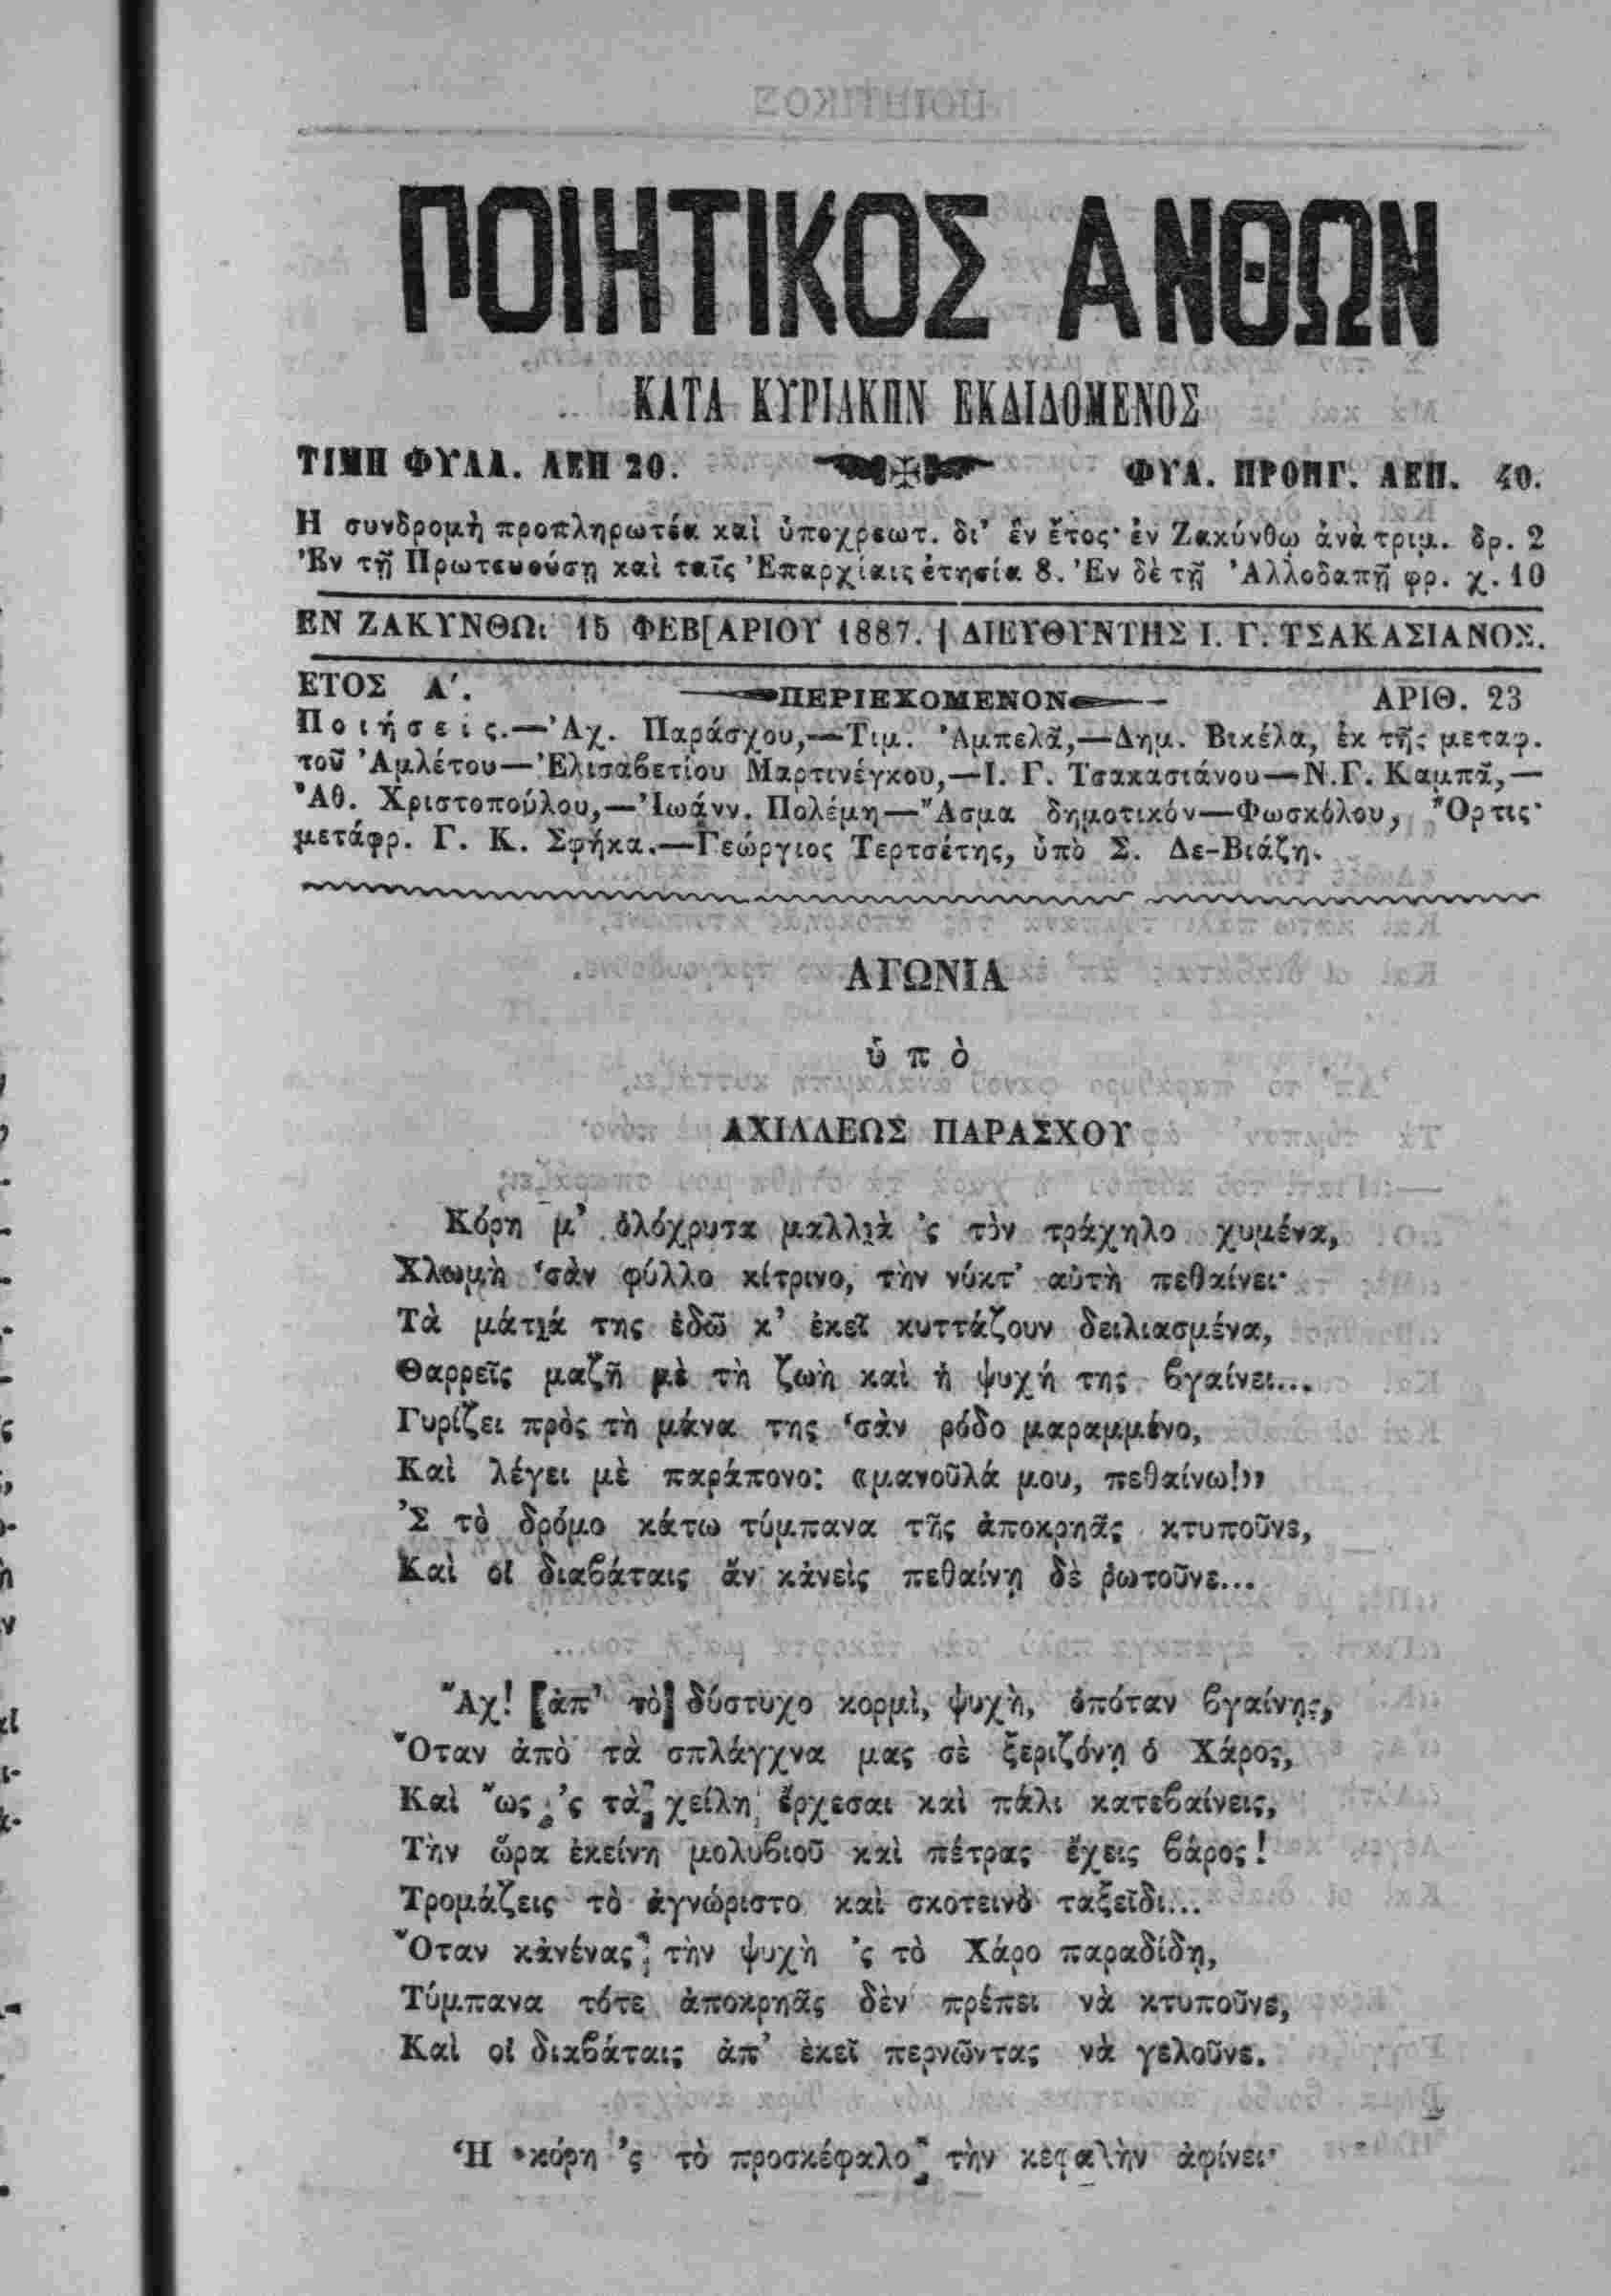 ΠΟΙΗΤΙΚΟΣ ΑΝΘΩΝ
ΚΑΤΑ ΚΥΡΙΑΚΗΝ ΕΚΔΙΔΟΜΕΝΟΣ
ΤΙΜΗ ΦΥΛΛ. ΛΕΠ 20. ΦΥΛ. ΠΡΟΗΓ. ΛΕΠ. 40.
Η συνδρομὴ προπληρωτέα καὶ ὑποχρεωτ. δι' ἓν ἔτος· ἐν Ζακύνθῳ ἀνὰ τριμ. δρ. 2
Ἐν τῇ Πρωτευούσῃ καὶ ταῖς Ἐπαρχίαις ἐτησία 8. Ἐν δὲ τῇ Ἀλλοδαπῇ φρ. χ. 10
ΕΝ ΖΑΚΥΝΘΩι 15 ΦΕΒ[ΑΡΙΟΥ 1887. | ΔΙΕΥΘΥΝΤΗΣ Ι. Γ. ΤΣΑΚΑΣΙΑΝΟΣ.
ΕΤΟΣ Α'. ΠΕΡΙΕΧΟΜΕΝΟΝ ΑΡΙΘ. 23
Ποιήσεις.—Ἀχ. Παράσχου,—Τιμ. Ἀμπελᾶ,—Δημ. Βικέλα, ἐκ τῆς μεταφ.
τοῦ Ἀμλέτου—Ἐλισάβετίου Μαρτινέγκου,—Ι. Γ. Τσακασιάνου—Ν.Γ. Καμπᾶ,—
Ἀθ. Χριστοπούλου,—Ἰωάνν. Πολέμη—Ἆσμα δημοτικόν—Φωσκόλου, Ὄρτις·
μετάφρ. Γ. Κ. Σφήκα.—Γεώργιος Τερτσέτης, ὑπὸ Σ. Δε-Βιάζη.
ΑΓΩΝΙΑ
ὑπὸ
ΑΧΙΛΛΕΩΣ ΠΑΡΑΣΧΟΥ
Κόρη μ' ὁλόχρυσα μαλλιὰ 'ς τὸν τράχηλο χυμένα,
Χλωμὴ 'σὰν φύλλο κίτρινο, τὴν νύκτ' αὐτὴ πεθαίνει·
Τὰ μάτιά της ἐδῶ κ' ἐκεῖ κυττάζουν δειλιασμένα,
Θαρρεῖς μαζῆ μὲ τὴ ζωὴ καὶ ἡ ψυχή της βγαίνει...
Γυρίζει πρὸς τὴ μάνα της 'σὰν ρόδο μαραμμένο,
Καὶ λέγει μὲ παράπονο: «μανοῦλά μου, πεθαίνω!»
Ἐ τὸ δρόμο κάτω τύμπανα τῆς ἀποκρηᾶς κτυποῦνε,
Καὶ οἱ διαβάταις ἄν κἀνεὶς πεθαίνῃ δὲ ρωτοῦνε...
Ἄχ! [ἀπ' τὸ] δύστυχο κορμὶ, ψυχὴ, ὁπόταν βγαίνῃς,
Ὅταν ἀπὸ τὰ σπλάγχνα μας σὲ ξεριζόνῃ ὁ Χάρος,
Καὶ ὣς 'ς τὰ χείλη ἔρχεσαι καὶ πάλι κατεβαίνεις,
Τὴν ὥρα ἐκείνη μολυβιοῦ καὶ πέτρας ἔχεις βάρος!
Τρομάζεις τὸ ἀγνώριστο καὶ σκοτεινὸ ταξεῖδι...
Ὅταν κἀνένας τὴν ψυχὴ 'ς τὸ Χάρο παραδίδῃ,
Τύμπανα τότε ἀποκρηᾶς δὲν πρέπει νὰ κτυποῦνε,
Καὶ οἱ διαβάταις ἀπ' ἐκεῖ περνῶντας νὰ γελοῦνε.
Ἡ κόρη 'ς τὸ προσκέφαλο τὴν κεφαλὴν ἀφίνει·